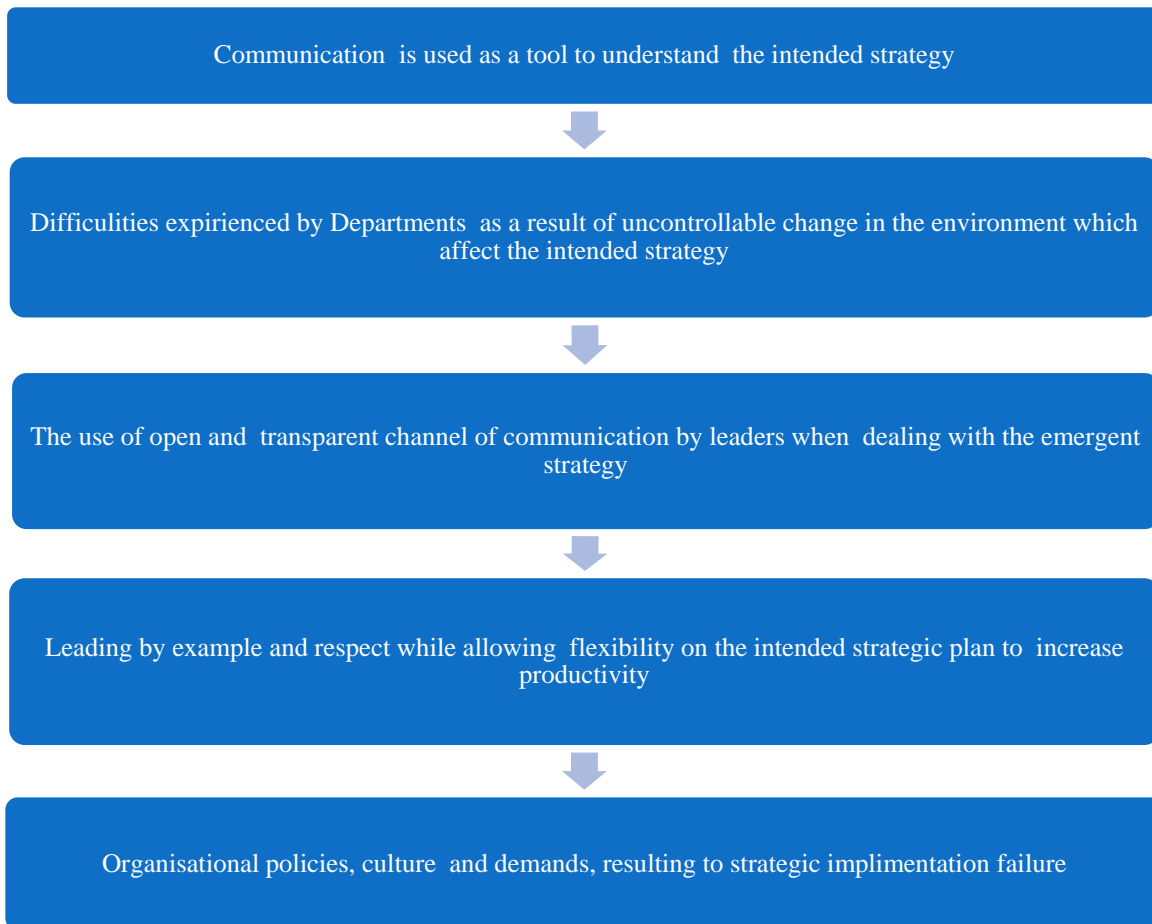 Communication is used as a tool to understand the intended strategy
Difficulities expirienced by Departments as a result of uncontrollable change in the environment which
affect the intended strategy
The use of open and transparent channel of communication by leaders when dealing with the emergent
strategy
Leading by example and respect while allowing flexibility on the intended strategic plan to increase
productivity
Organisational policies, culture and demands, resulting to strategic implimentation failure